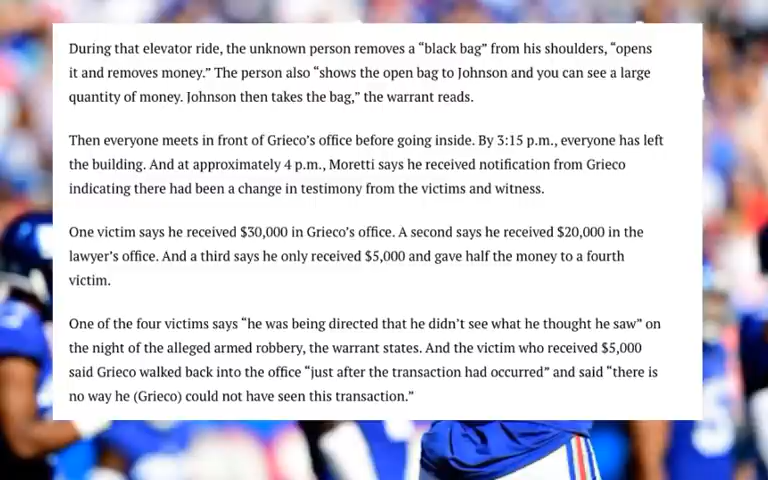 During that elevator ride, the unknown person removes a “black bag” from his shoulders, “opens
it and removes money.” The person also “shows the open bag to Johnson and you can see a large
quantity of money. Johnson then takes the bag,” the warrant reads.
Then everyone meets in front of Grieco’s office before going inside. By 3:15 p.m., everyone has left
the building. And at approximately 4 p.m., Moretti says he received notification from Grieco
indicating there had been a change in testimony from the victims and witness.
One victim says he received $30,000 in Grieco’s office. A second says he received $20,000 in the
lawyer’s office. And a third says he only received $5,000 and gave half the money to a fourth
victim.
One of the four victims says “he was being directed that he didn’t see what he thought he saw” on
the night of the alleged armed robbery, the warrant states. And the victim who received $5,000
said Grieco walked back into the office “just after the transaction had occurred” and said “there is
no way he (Grieco) could not have seen this transaction.”